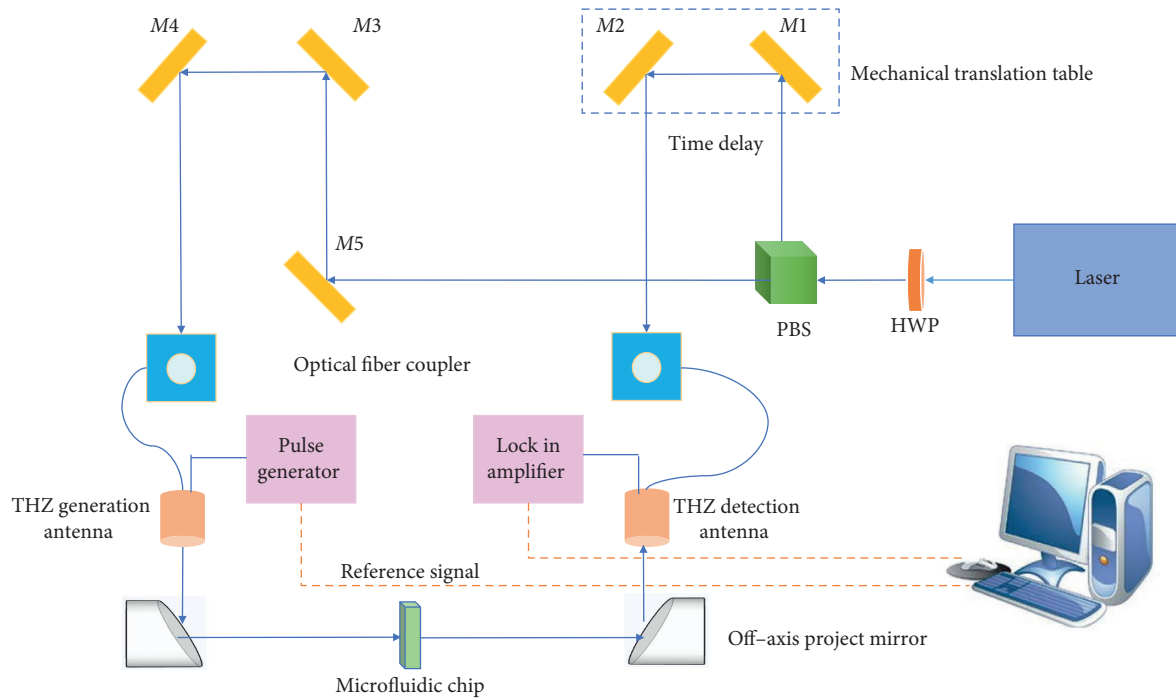 M4
M3
M2
M1
Mechanical translation table
Time delay
M5
Laser
PBS
HWP
Optical fiber coupler
Pulse
generator
Lock in
amplifier
THZ generation
antenna
THZ detection
antenna
Reference signal
Off–axis project mirror
Microfluidic chip